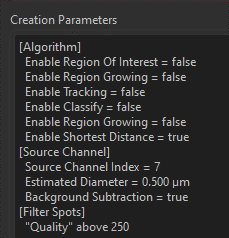 Creation Parameters
[Algorithm]
Enable Region Of Interest = false
Enable Region Growing = false
Enable Tracking = false
Enable Classify = false
Enable Region Growing = false
Enable Shortest Distance = true
[Source Channel]
Source Channel Index = 7
Estimated Diameter = 0.500 µm
Background Subtraction = true
[Filter Spots]
"Quality" above 250